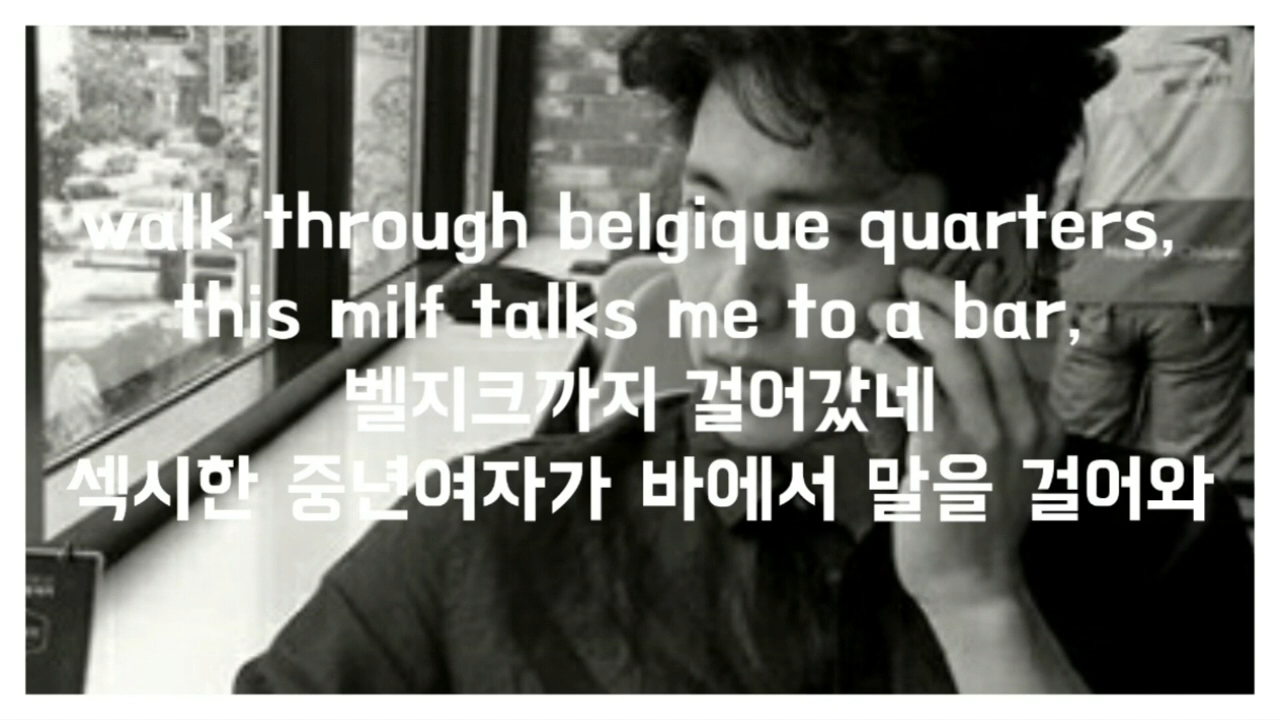 walk through belgique quarters,
this milf talks me to a bar,
벨지크까지 걸어갔네
섹시한 중년여자가 바에서 말을 걸어와